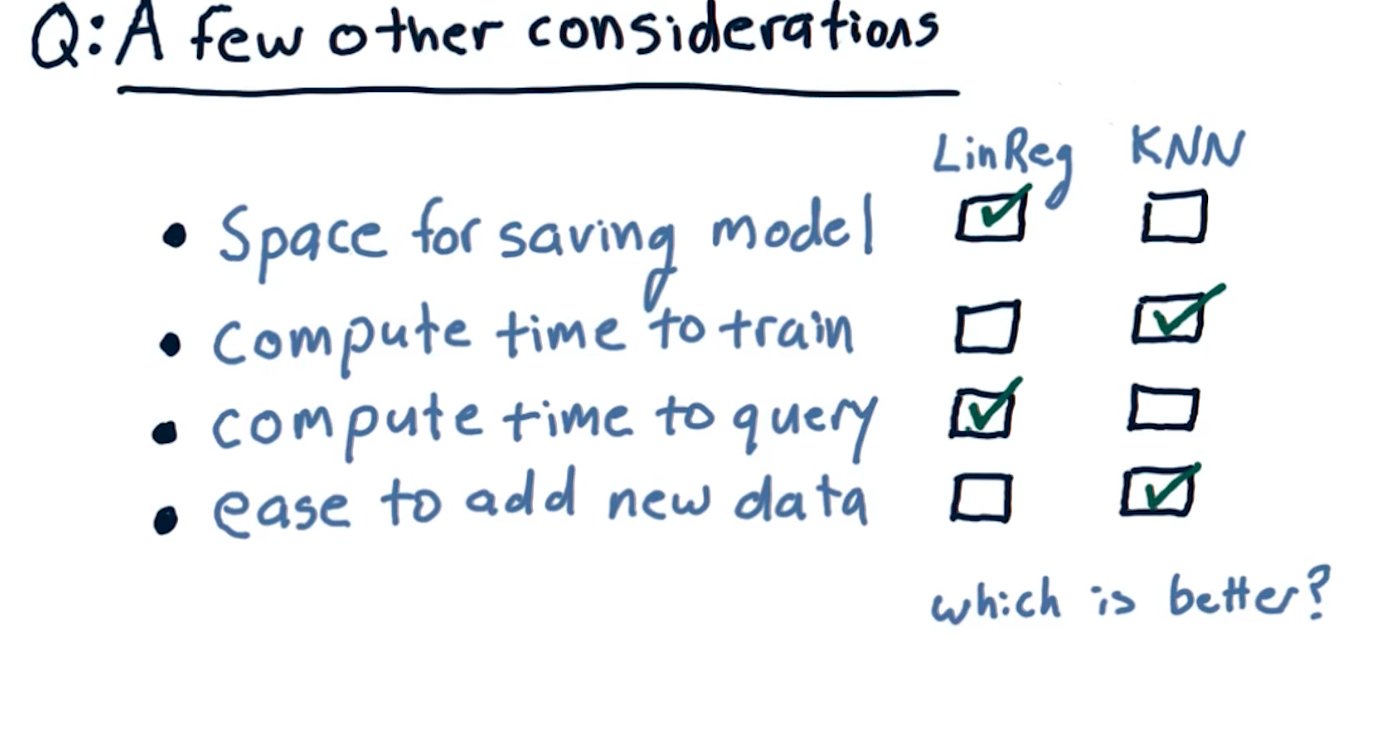 Q: A few other considerations
LinReg KNN
• Space for saving model
• compute time to train
• compute time to query
• ease to add new data
which is better?